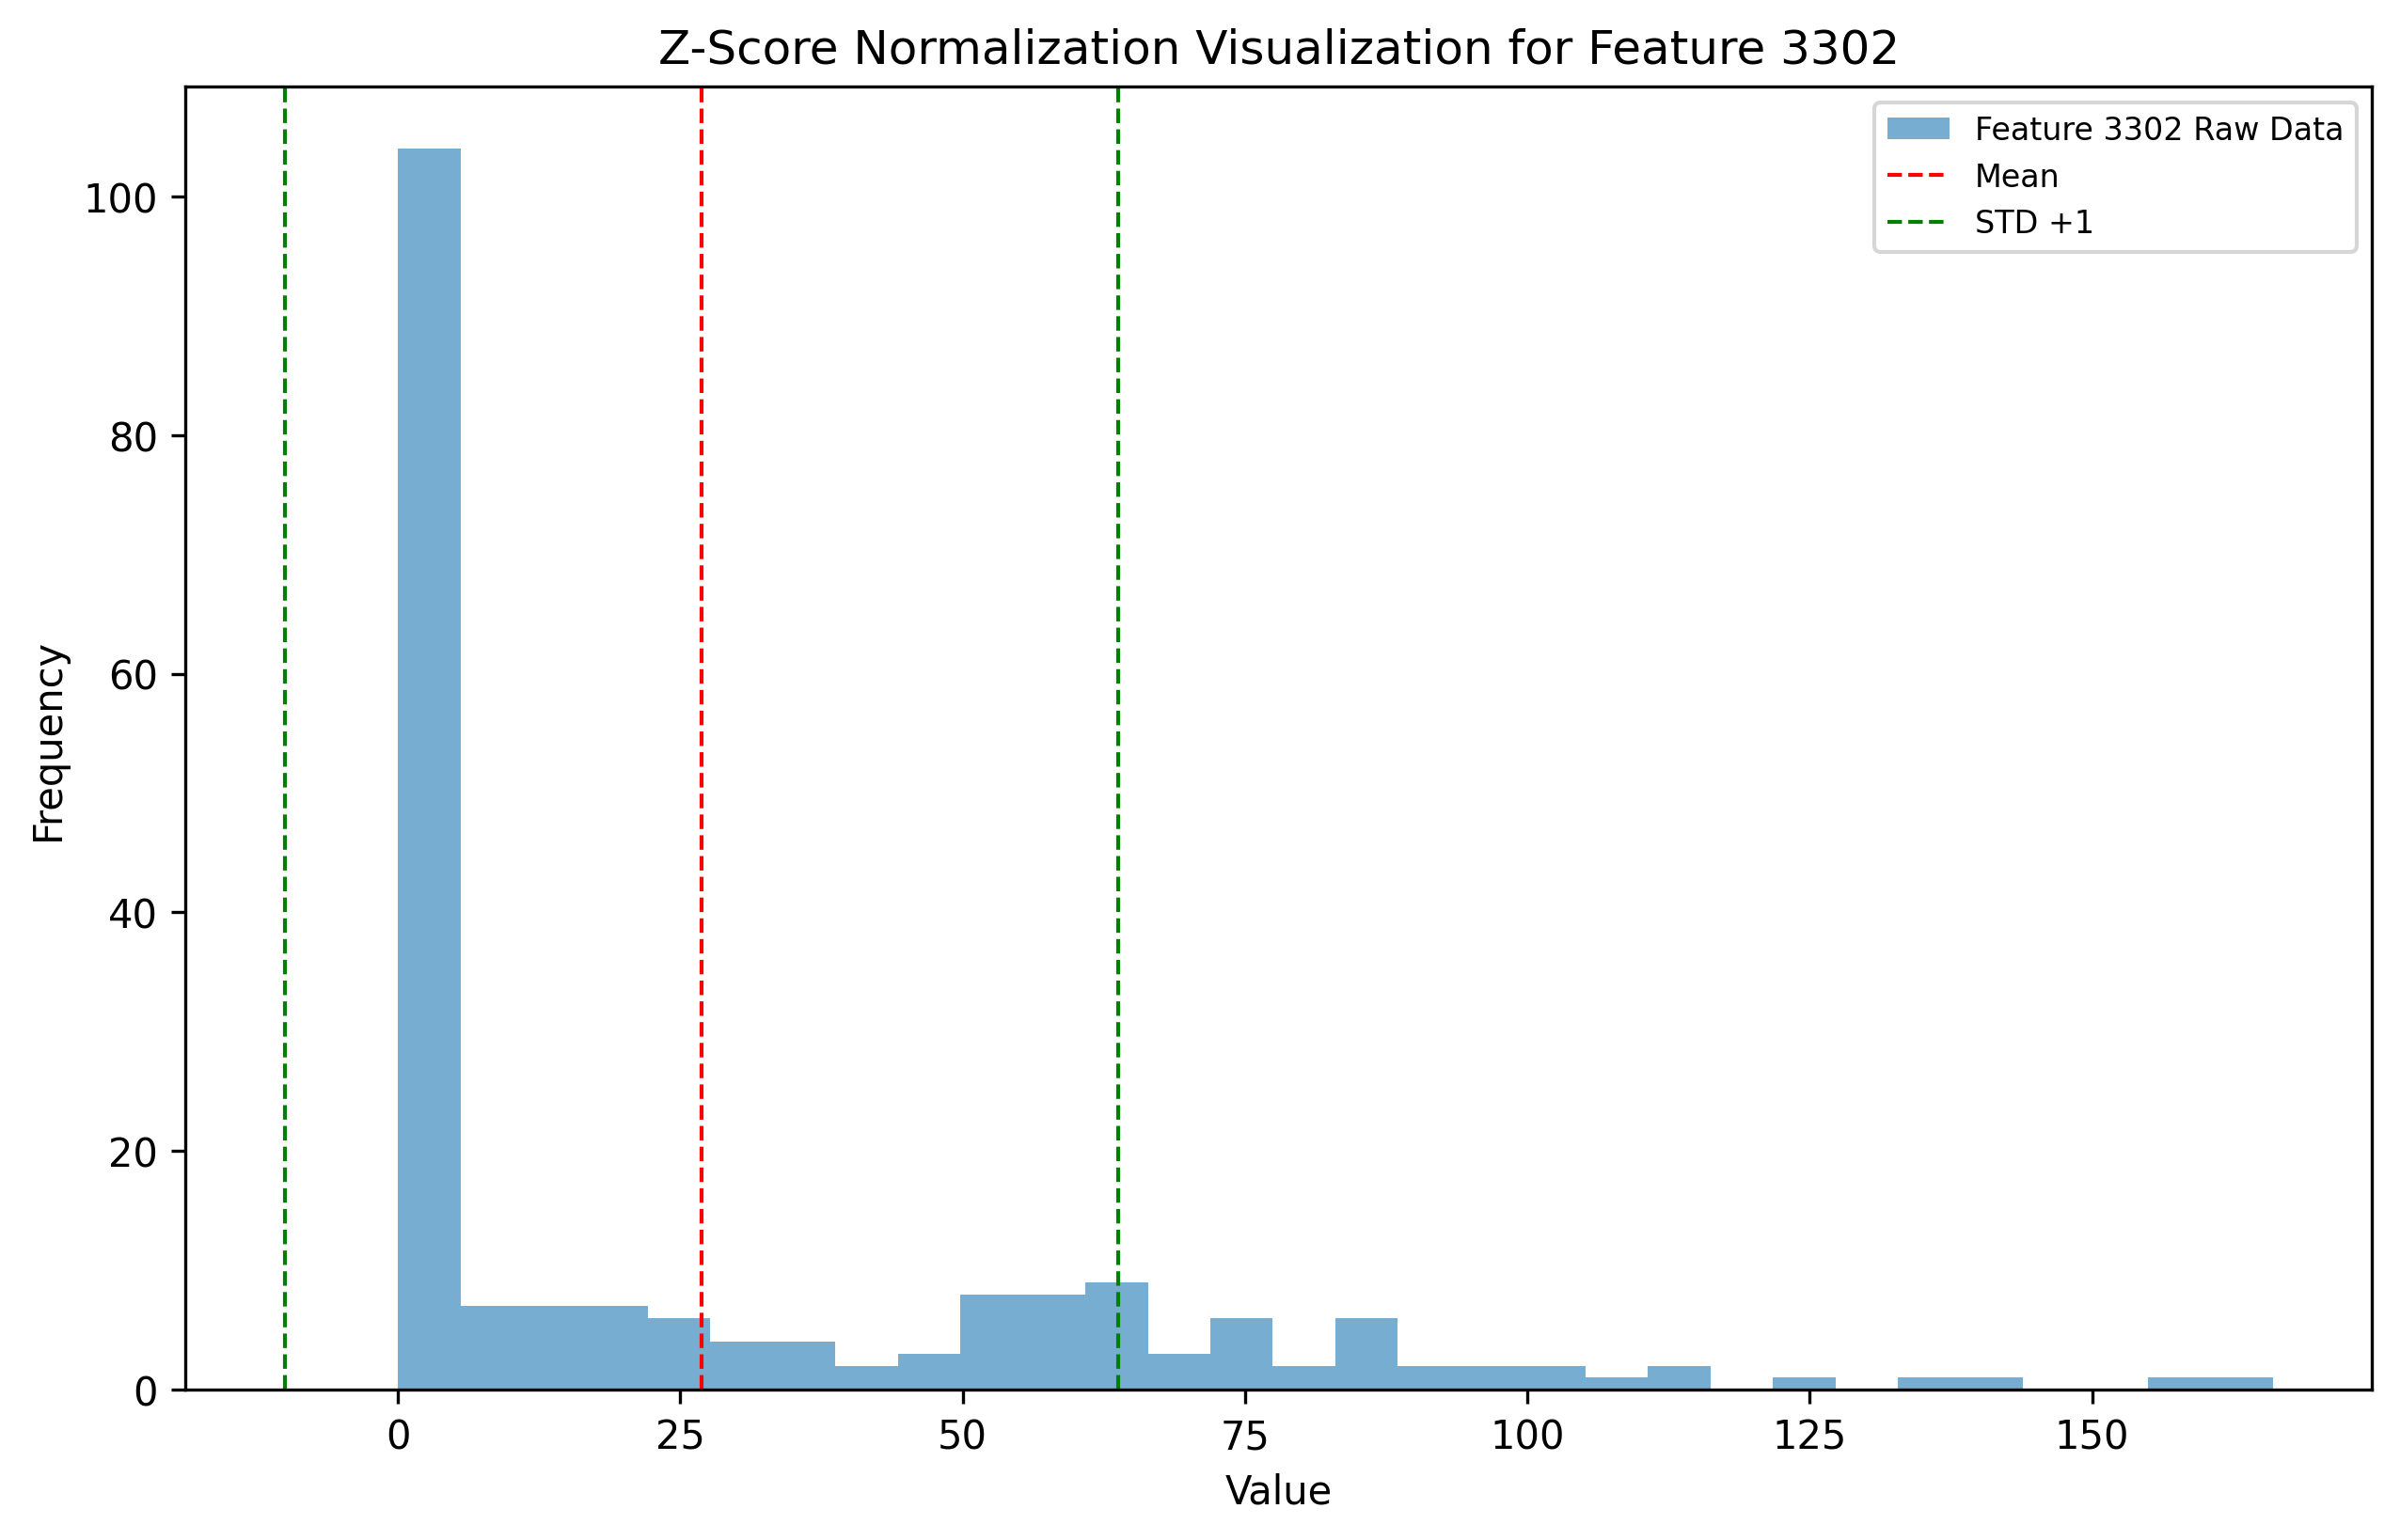 Z-Score Normalization Visualization for Feature 3302
Feature 3302 Raw Data
Mean
STD +1
100
80
60
40
20
0
Frequency
0 25 50 75 100 125 150
Value